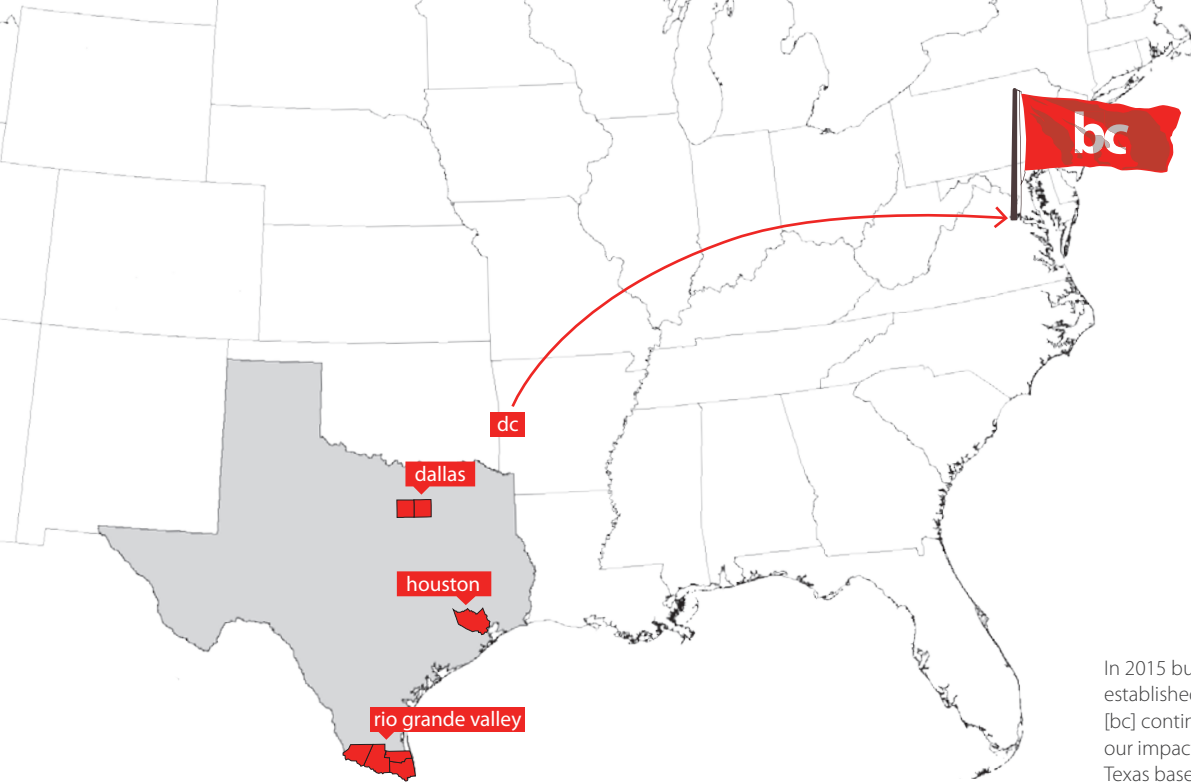 bc
dc
dallas
houston
rio grande valley
In 2015 bu
established
[bc] contin
our impac
Texas base